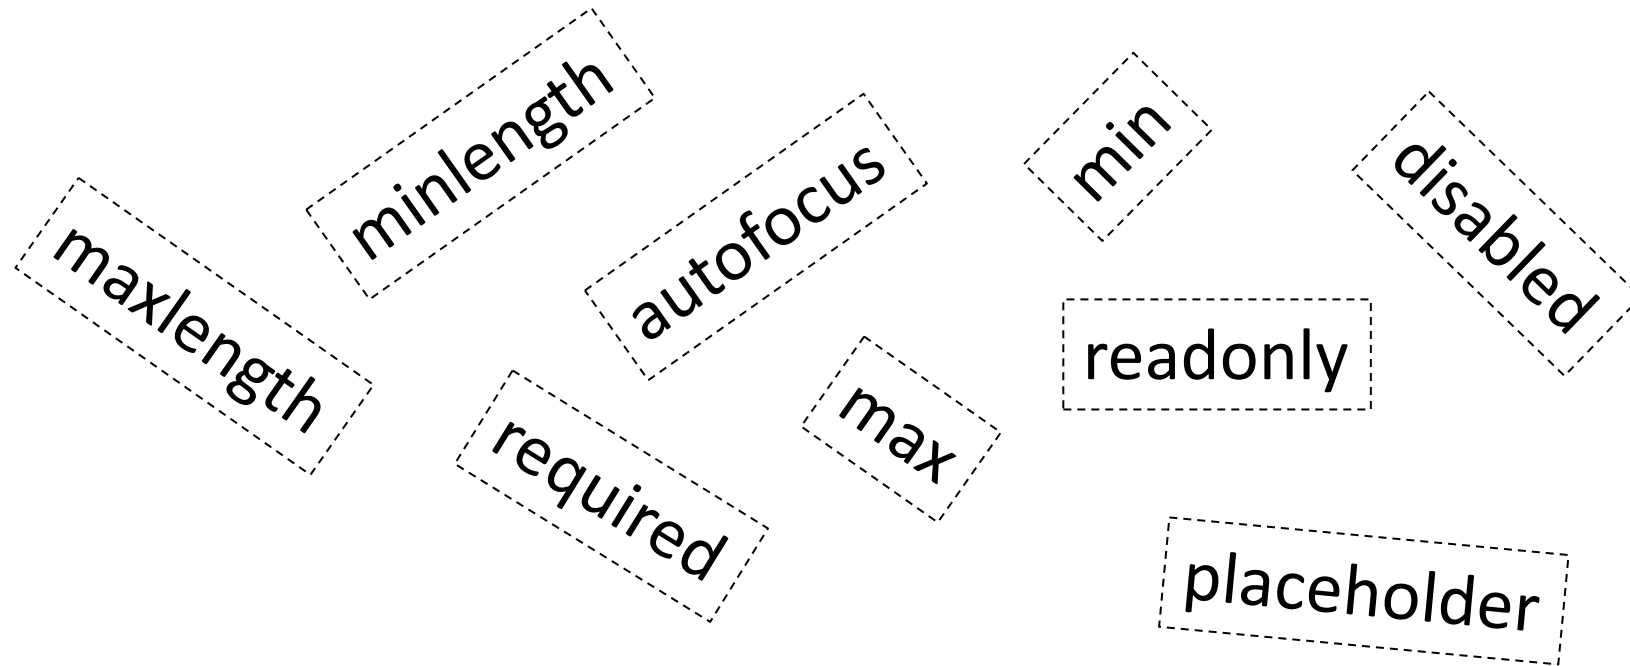 minlength
autofocus
min
disabled
maxlength
readonly
max
required
placeholder